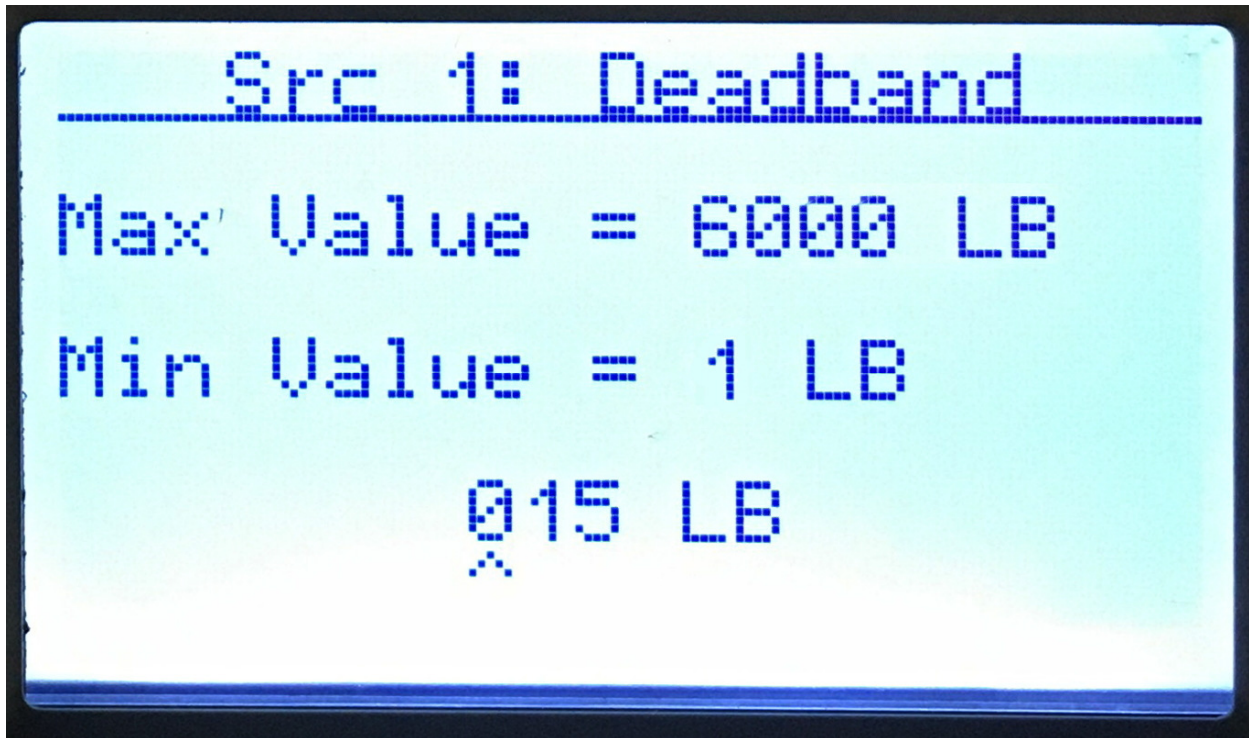 Src 1: Deadband
Max Value = 6000 LB
Min Value = 1 LB
015 LB
^